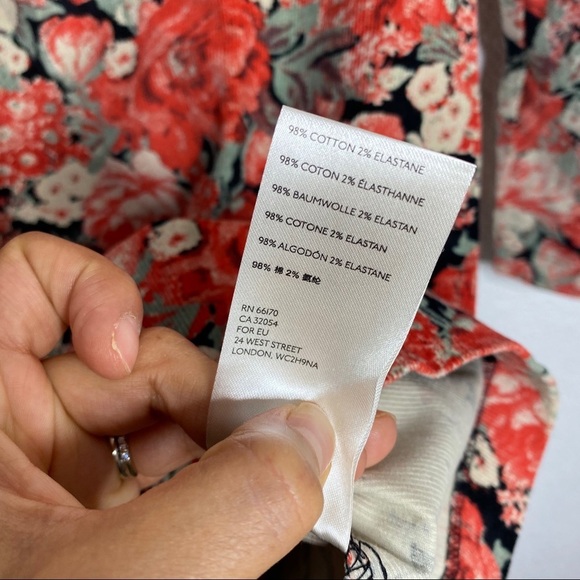 98% COTTON 2% ELASTANE
98% COTON 2% ÉLASTHANNE
98% BAUMWOLLE 2% ELASTAN
98% COTONE 2% ELASTAN
98% ALGODÓN 2% ELASTANE
98% 棉 2% 氨纶
RN 66170
CA 32054
FOR EU
24 WEST STREET
LONDON, WC2H9NA